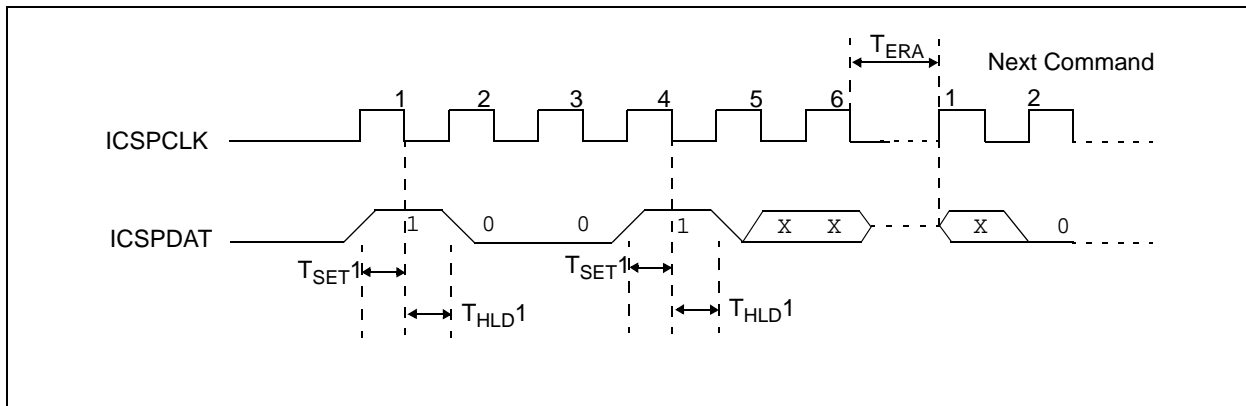 TERA
Next Command
1 2 3 4 5 6 1 2
ICSPCLK
ICSPDAT
1 0 0 1 X X X 0
TSET1 TSET1
THLD1 THLD1